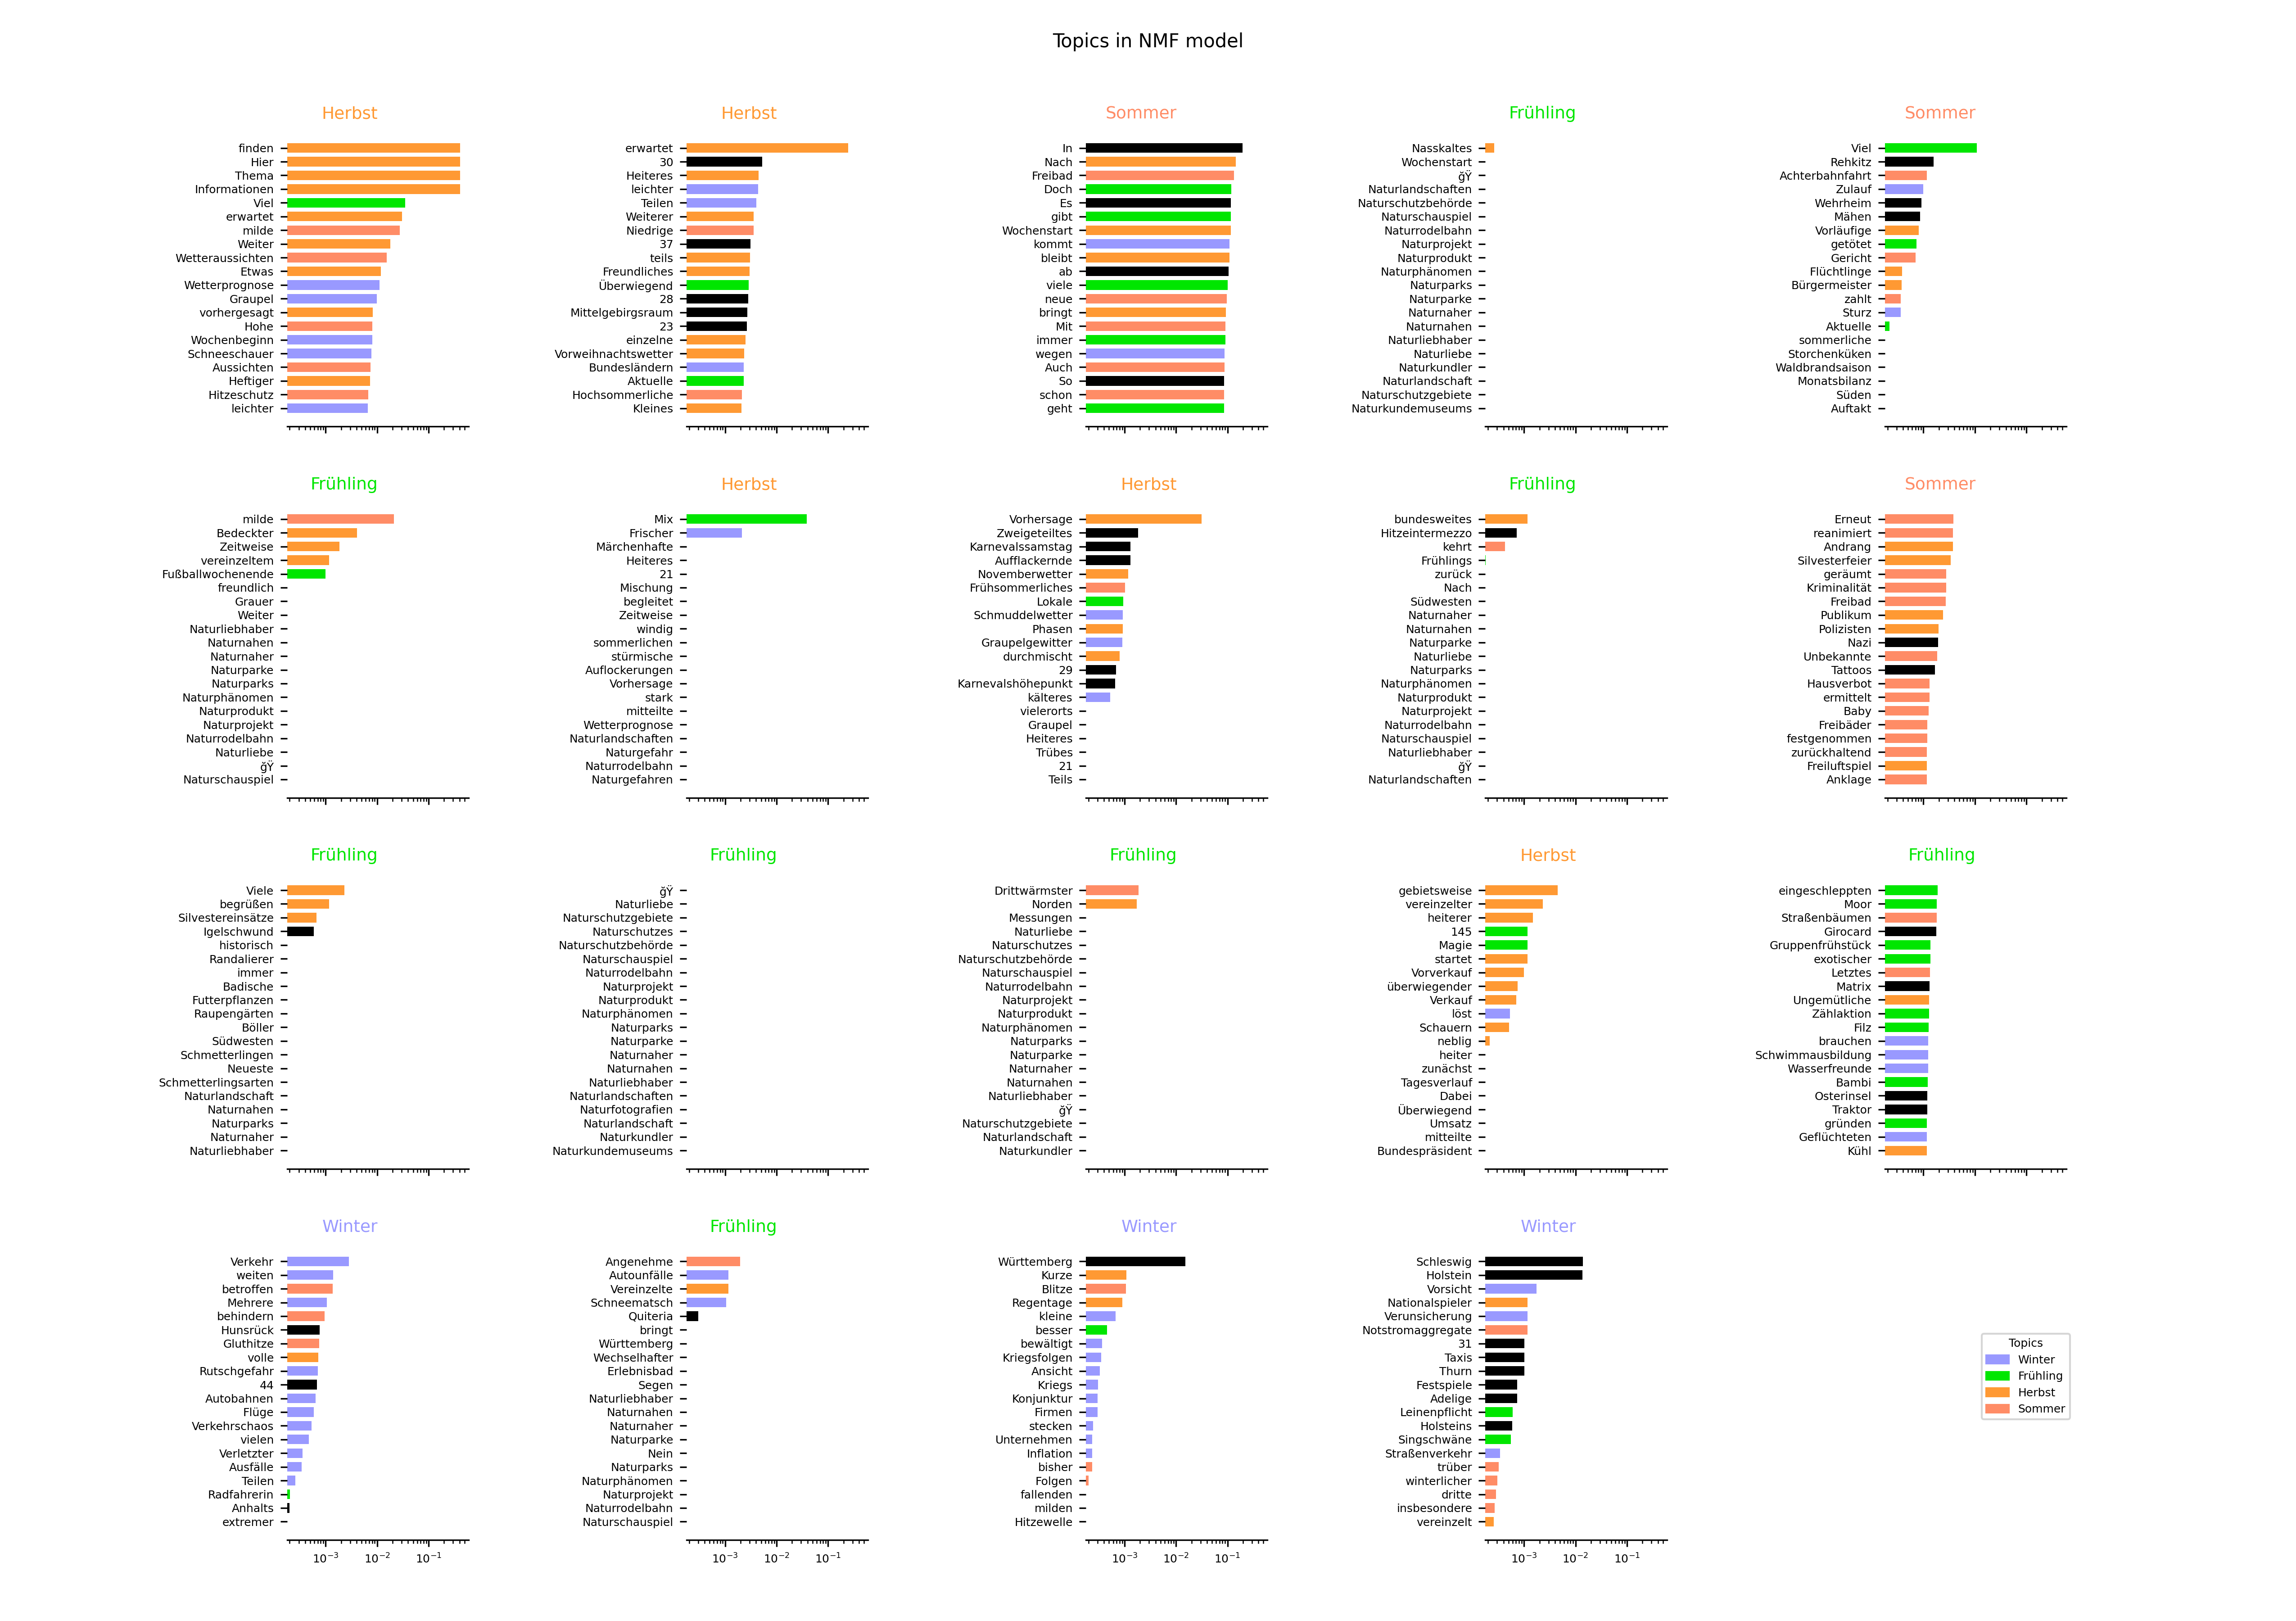 Topics in NMF model
Herbst
finden
Hier
Thema
Informationen
Viel
erwartet
milde
Weiter
Wetteraussichten
Etwas
Wetterprognose
Graupel
vorhergesagt
Hohe
Wochenbeginn
Schneeschauer
Aussichten
Heftiger
Hitzeschutz
leichter
Herbst
erwartet
30
Heiteres
leichter
Teilen
Weiterer
Niedrige
37
teils
Freundliches
Überwiegend
28
Mittelgebirgsraum
23
einzelne
Vorweihnachtswetter
Bundesländern
Aktuelle
Hochsommerliche
Kleines
Sommer
In
Nach
Freibad
Doch
Es
gibt
Wochenstart
kommt
bleibt
ab
viele
neue
bringt
Mit
immer
wegen
Auch
So
schon
geht
Frühling
Nasskaltes
Wochenstart
ğŸ
Naturlandschaften
Naturschutzbehörde
Naturschauspiel
Naturrodelbahn
Naturprojekt
Naturprodukt
Naturphänomen
Naturparks
Naturparke
Naturnaher
Naturnahen
Naturliebhaber
Naturliebe
Naturkundler
Naturlandschaft
Naturschutzgebiete
Naturkundemuseums
Sommer
Viel
Rehkitz
Achterbahnfahrt
Zulauf
Wehrheim
Mähen
Vorläufige
getötet
Gericht
Flüchtlinge
Bürgermeister
zahlt
Sturz
Aktuelle
sommerliche
Storchenküken
Waldbrandsaison
Monatsbilanz
Süden
Auftakt
Frühling
milde
Bedeckter
Zeitweise
vereinzeltem
Fußballwochenende
freundlich
Grauer
Weiter
Naturliebhaber
Naturnahen
Naturnaher
Naturparke
Naturparks
Naturphänomen
Naturprodukt
Naturprojekt
Naturrodelbahn
Naturliebe
ğŸ
Naturschauspiel
Herbst
Mix
Frischer
Märchenhafte
Heiteres
21
Mischung
begleitet
Zeitweise
windig
sommerlichen
stürmische
Auflockerungen
Vorhersage
stark
mitteilte
Wetterprognose
Naturlandschaften
Naturgefahr
Naturrodelbahn
Naturgefahren
Herbst
Vorhersage
Zweigeteiltes
Karnevalssamstag
Aufflackernde
Novemberwetter
Frühsommerliches
Lokale
Schmuddelwetter
Phasen
Graupelgewitter
durchmischt
29
Karnevalshöhepunkt
kälteres
vielerorts
Graupel
Heiteres
Trübes
21
Teils
Frühling
bundesweites
Hitzeintermezzo
kehrt
Frühlings
zurück
Nach
Südwesten
Naturnaher
Naturnahen
Naturparke
Naturliebe
Naturparks
Naturphänomen
Naturprodukt
Naturprojekt
Naturrodelbahn
Naturschauspiel
Naturliebhaber
ğŸ
Naturlandschaften
Sommer
Erneut
reanimiert
Andrang
Silvesterfeier
geräumt
Kriminalität
Freibad
Publikum
Polizisten
Nazi
Unbekannte
Tattoos
Hausverbot
ermittelt
Baby
Freibäder
festgenommen
zurückhaltend
Freiluftspiel
Anklage
Frühling
Viele
begrüßen
Silvestereinsätze
Igelschwund
historisch
Randalierer
immer
Badische
Futterpflanzen
Raupengärten
Böller
Südwesten
Schmetterlingen
Neueste
Schmetterlingsarten
Naturlandschaft
Naturnahen
Naturparks
Naturnaher
Naturliebhaber
Frühling
ğŸ
Naturliebe
Naturschutzgebiete
Naturschutzes
Naturschutzbehörde
Naturschauspiel
Naturrodelbahn
Naturprojekt
Naturprodukt
Naturphänomen
Naturparks
Naturparke
Naturnaher
Naturnahen
Naturliebhaber
Naturlandschaften
Naturfotografien
Naturlandschaft
Naturkundler
Naturkundemuseums
Frühling
Drittwärmster
Norden
Messungen
Naturliebe
Naturschutzes
Naturschutzbehörde
Naturschauspiel
Naturrodelbahn
Naturprojekt
Naturprodukt
Naturphänomen
Naturparks
Naturparke
Naturnaher
Naturnahen
Naturliebhaber
ğŸ
Naturschutzgebiete
Naturlandschaft
Naturkundler
Herbst
gebietsweise
vereinzelter
heiterer
145
Magie
startet
Vorverkauf
überwiegender
Verkauf
löst
Schauern
neblig
heiter
zunächst
Tagesverlauf
Dabei
Überwiegend
Umsatz
mitteilte
Bundespräsident
Frühling
eingeschleppten
Moor
Straßenbäumen
Girocard
Gruppenfrühstück
exotischer
Letztes
Matrix
Ungemütliche
Zählaktion
Filz
brauchen
Schwimmausbildung
Wasserfreunde
Bambi
Osterinsel
Traktor
gründen
Geflüchteten
Kühl
Winter
Verkehr
weiten
betroffen
Mehrere
behindern
Hunsrück
Gluthitze
volle
Rutschgefahr
44
Autobahnen
Flüge
Verkehrschaos
vielen
Verletzter
Ausfälle
Teilen
Radfahrerin
Anhalts
extremer
10⁻³ 10⁻² 10⁻¹
Frühling
Angenehme
Autounfälle
Vereinzelte
Schneematsch
Quiteria
bringt
Württemberg
Wechselhafter
Erlebnisbad
Segen
Naturliebhaber
Naturnahen
Naturnaher
Naturparke
Nein
Naturparks
Naturphänomen
Naturprojekt
Naturrodelbahn
Naturschauspiel
10⁻³ 10⁻² 10⁻¹
Winter
Württemberg
Kurze
Blitze
Regentage
kleine
besser
bewältigt
Kriegsfolgen
Ansicht
Kriegs
Konjunktur
Firmen
stecken
Unternehmen
Inflation
bisher
Folgen
fallenden
milden
Hitzewelle
10⁻³ 10⁻² 10⁻¹
Winter
Schleswig
Holstein
Vorsicht
Nationalspieler
Verunsicherung
Notstromaggregate
31
Taxis
Thurn
Festspiele
Adelige
Leinenpflicht
Holsteins
Singschwäne
Straßenverkehr
trüber
winterlicher
dritte
insbesondere
vereinzelt
10⁻³ 10⁻² 10⁻¹
Topics
Winter
Frühling
Herbst
Sommer